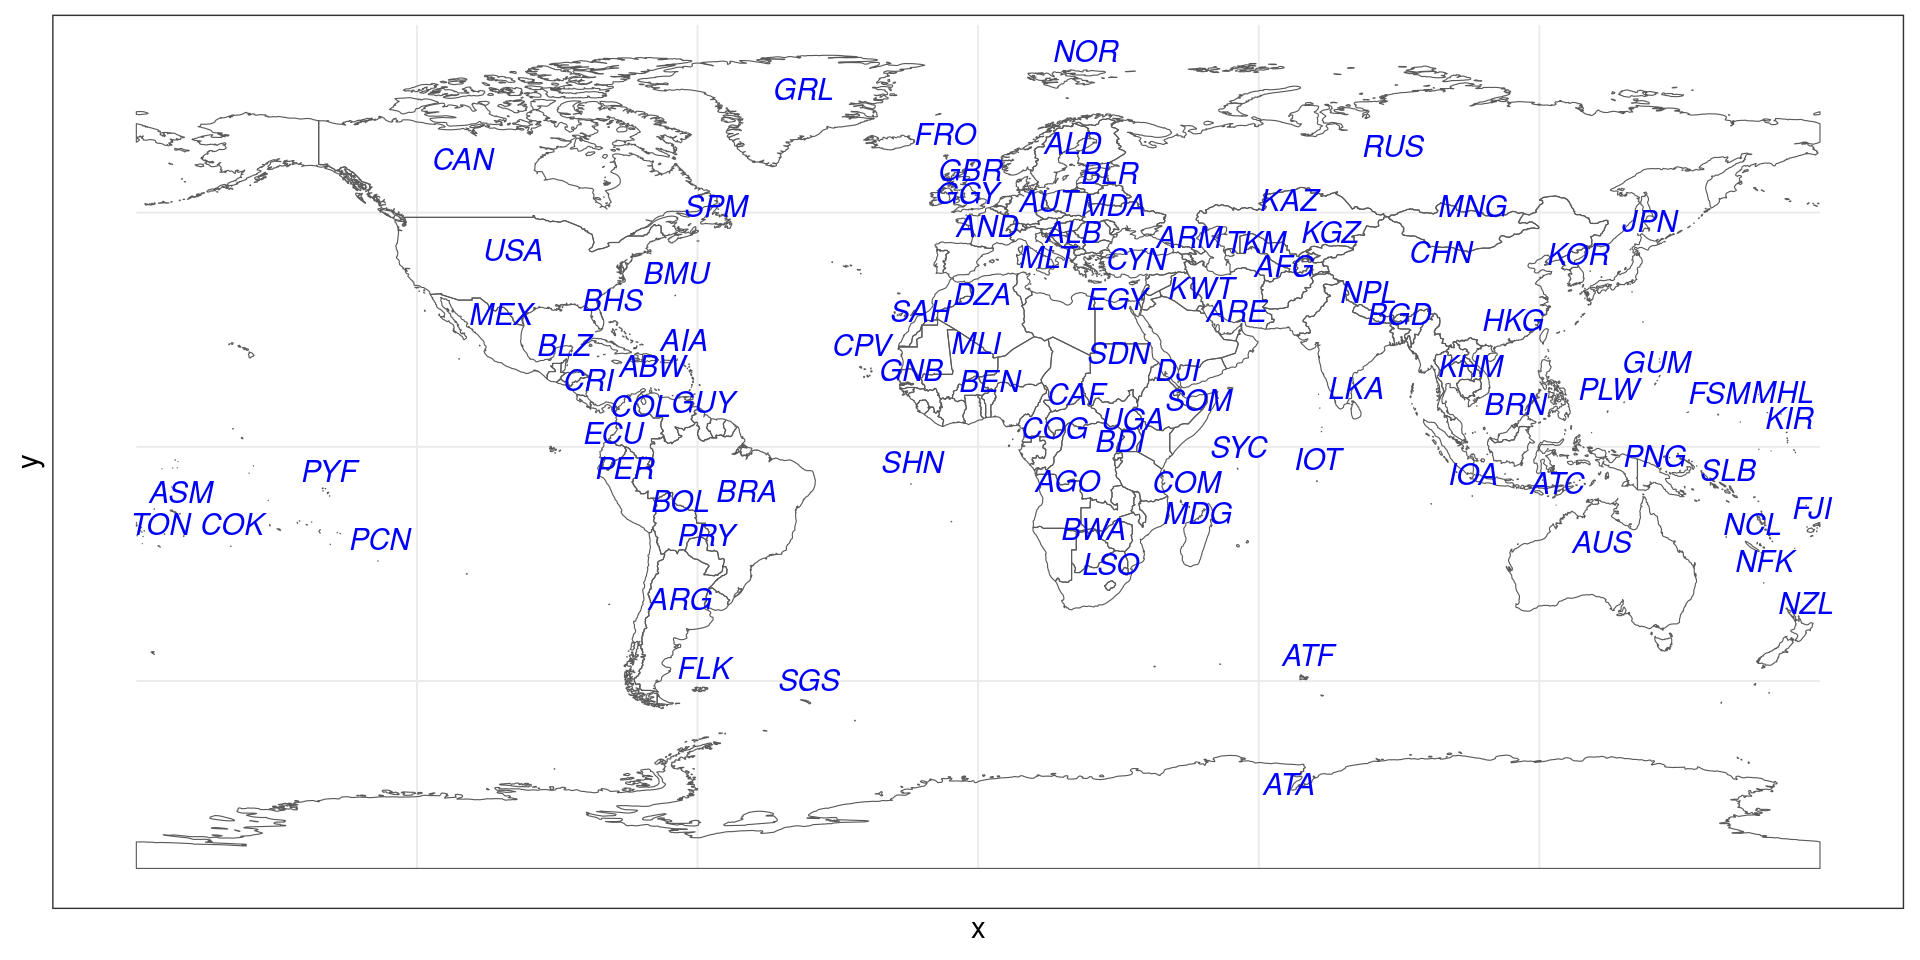 NOR
GRL
FRO
ALD
RUS
CAN
GBR
BLR
GGY
AUT
MDA
KAZ
MNG
SPM
JPN
AND
ALB
ARM
TKM
KGZ
USA
CHN
KOR
MLT
CYN
AFG
BMU
DZA
EGY
KWT
NPL
BHS
MEX
SAH
ARE
BGD
HKG
BLZ
AIA
CPV
MLI
SDN
ABW
GNB
DJI
KHM
GUM
CRI
BEN
CAF
LKA
PLW
FSM
MHL
COL
GUY
SOM
BRN
KIR
ECU
COG
UGA
BDI
SYC
PYF
PER
SHN
IOT
PNG
SLB
IOA
ATC
ASM
BOL
BRA
AGO
COM
MDG
FJI
TON
COK
PCN
PRY
BWA
NCL
AUS
LSO
NFK
ARG
NZL
FLK
SGS
ATF
ATA
y
x